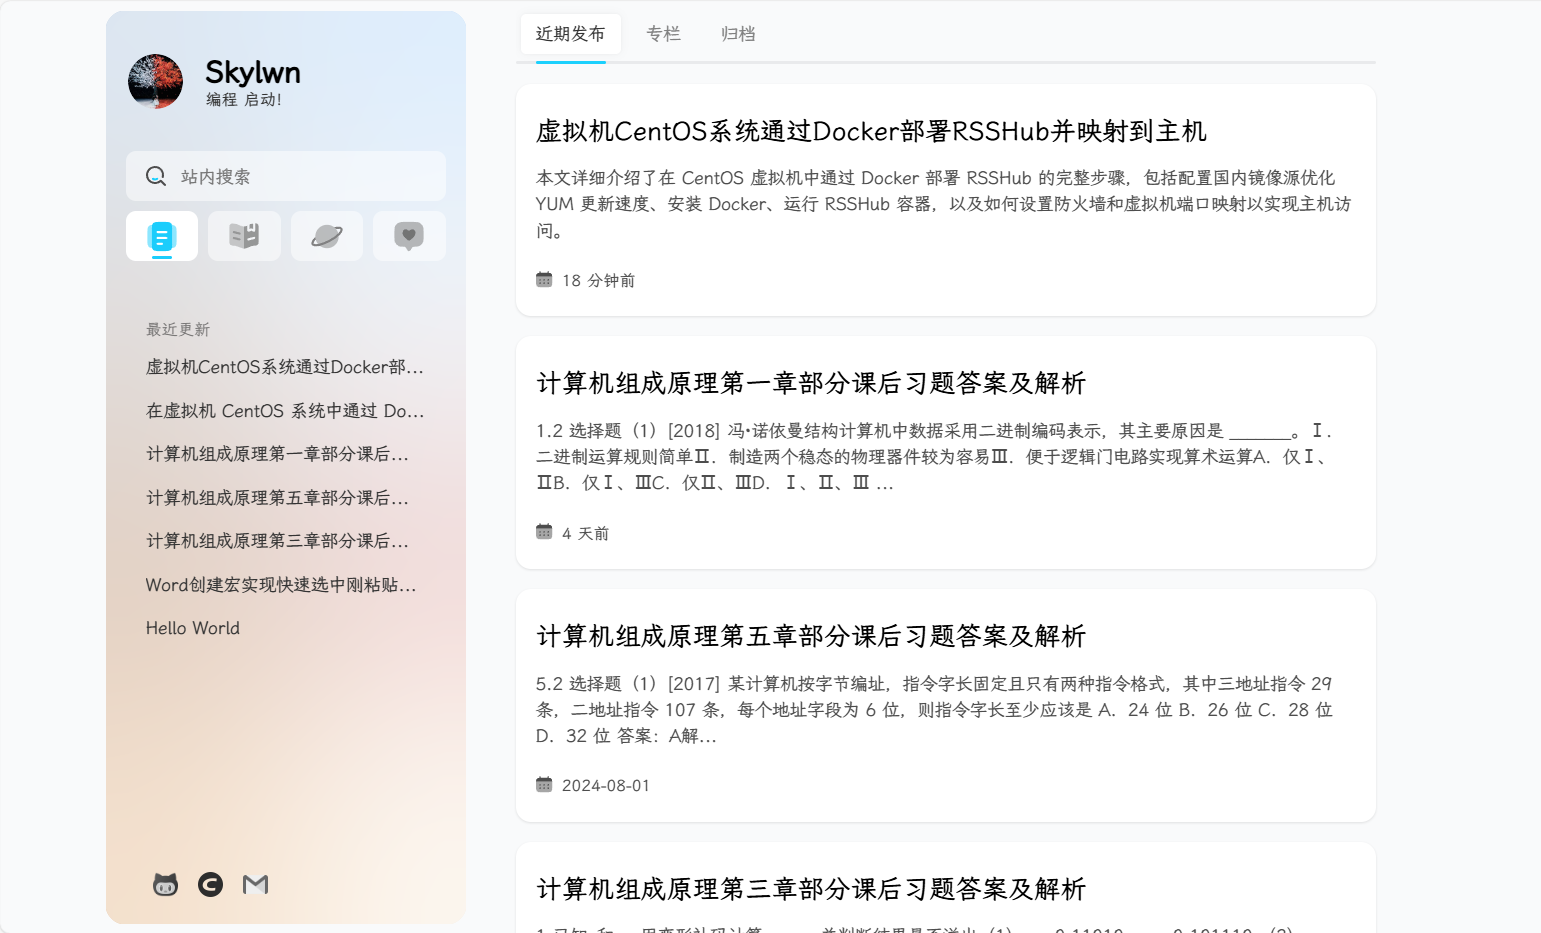 Skylwn
编程 启动!
站内搜索
最近更新
虚拟机CentOS系统通过Docker部...
在虚拟机 CentOS 系统中通过 Do...
计算机组成原理第一章部分课后...
计算机组成原理第五章部分课后...
计算机组成原理第三章部分课后...
Word创建宏实现快速选中刚粘贴...
Hello World
近期发布 专栏 归档
虚拟机CentOS系统通过Docker部署RSSHub并映射到主机
本文详细介绍了在 CentOS 虚拟机中通过 Docker 部署 RSSHub 的完整步骤，包括配置国内镜像源优化
YUM 更新速度、安装 Docker、运行 RSSHub 容器，以及如何设置防火墙和虚拟机端口映射以实现主机访
问。
18 分钟前
计算机组成原理第一章部分课后习题答案及解析
1.2 选择题（1）[2018] 冯•诺依曼结构计算机中数据采用二进制编码表示，其主要原因是 ______。Ⅰ．
二进制运算规则简单Ⅱ．制造两个稳态的物理器件较为容易Ⅲ．便于逻辑门电路实现算术运算A．仅Ⅰ、
ⅡB．仅Ⅰ、ⅢC．仅Ⅱ、ⅢD．Ⅰ、Ⅱ、Ⅲ ...
4 天前
计算机组成原理第五章部分课后习题答案及解析
5.2 选择题（1）[2017] 某计算机按字节编址，指令字长固定且只有两种指令格式，其中三地址指令 29
条，二地址指令 107 条，每个地址字段为 6 位，则指令字长至少应该是 A．24 位 B．26 位 C．28 位
D．32 位 答案：A解...
2024-08-01
计算机组成原理第三章部分课后习题答案及解析